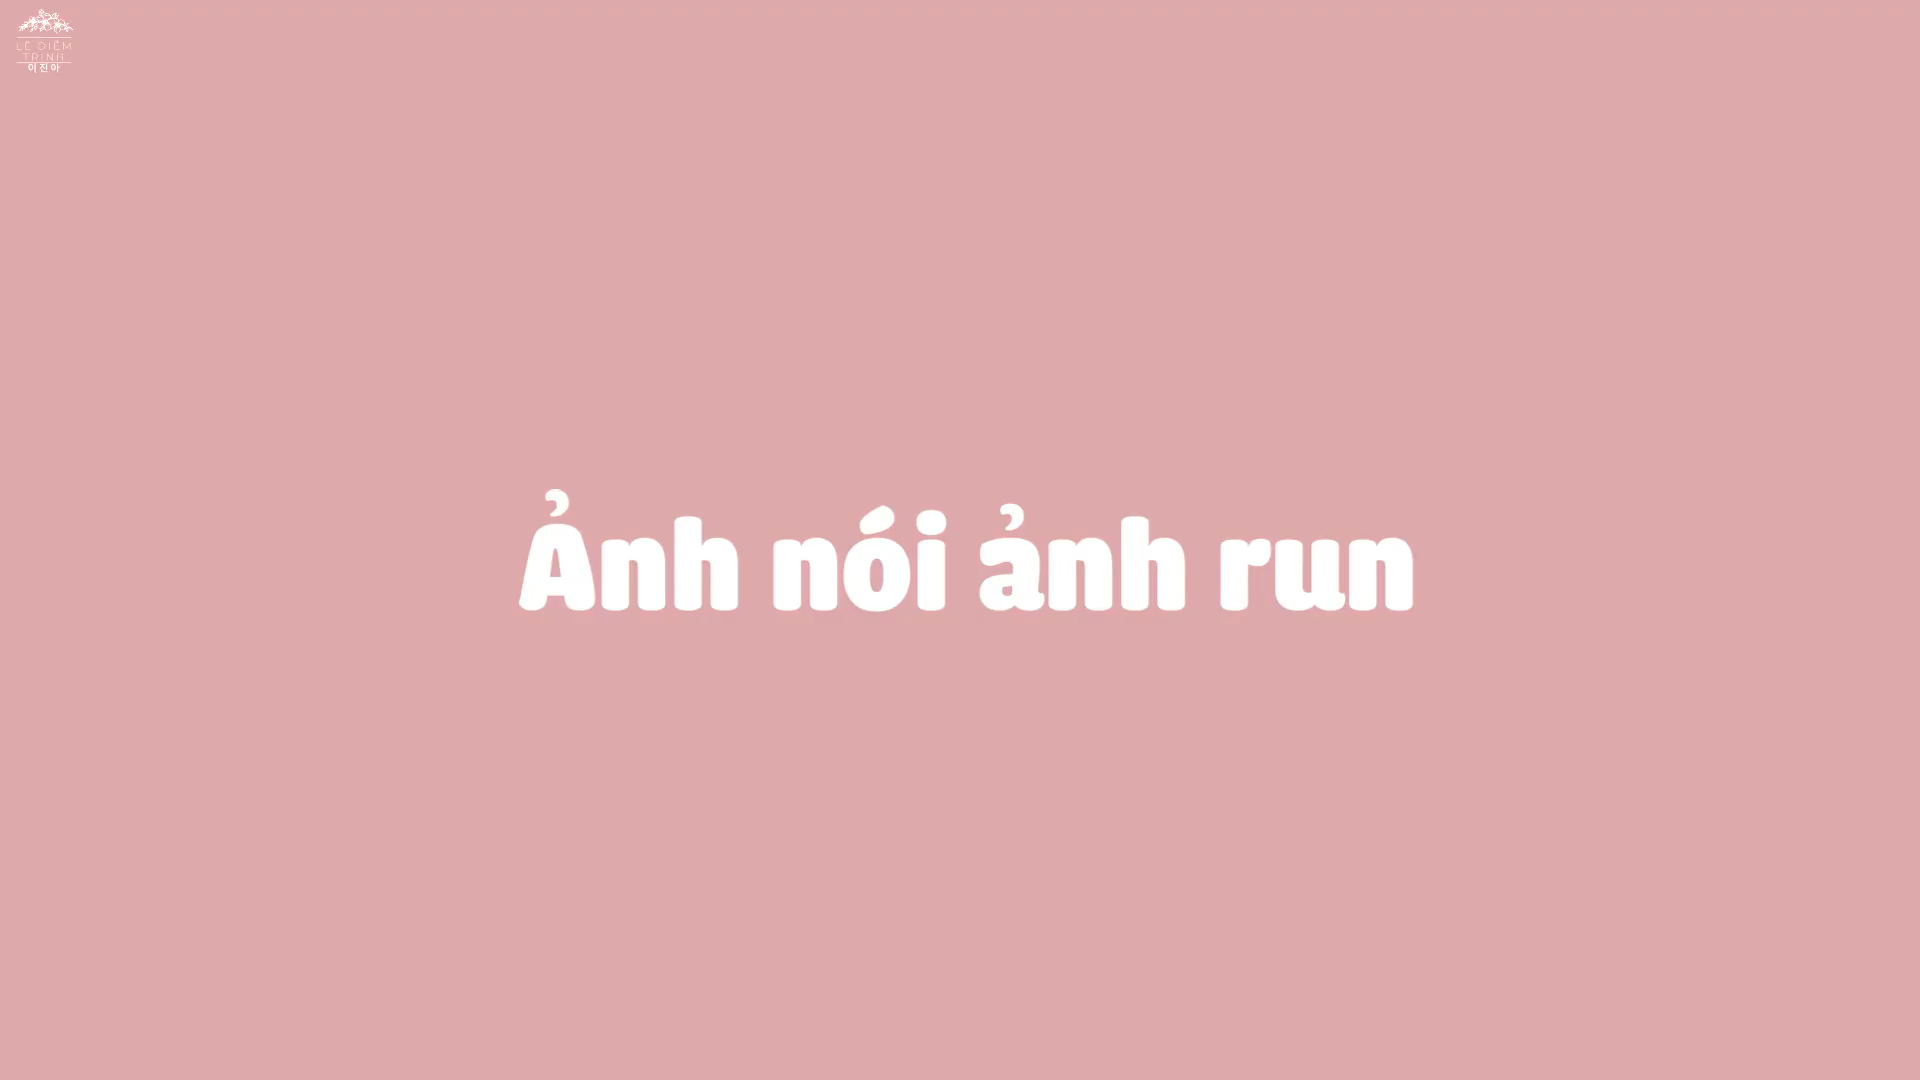 LÊ DIỄM
TRINH
이진아
Ảnh nói ảnh run